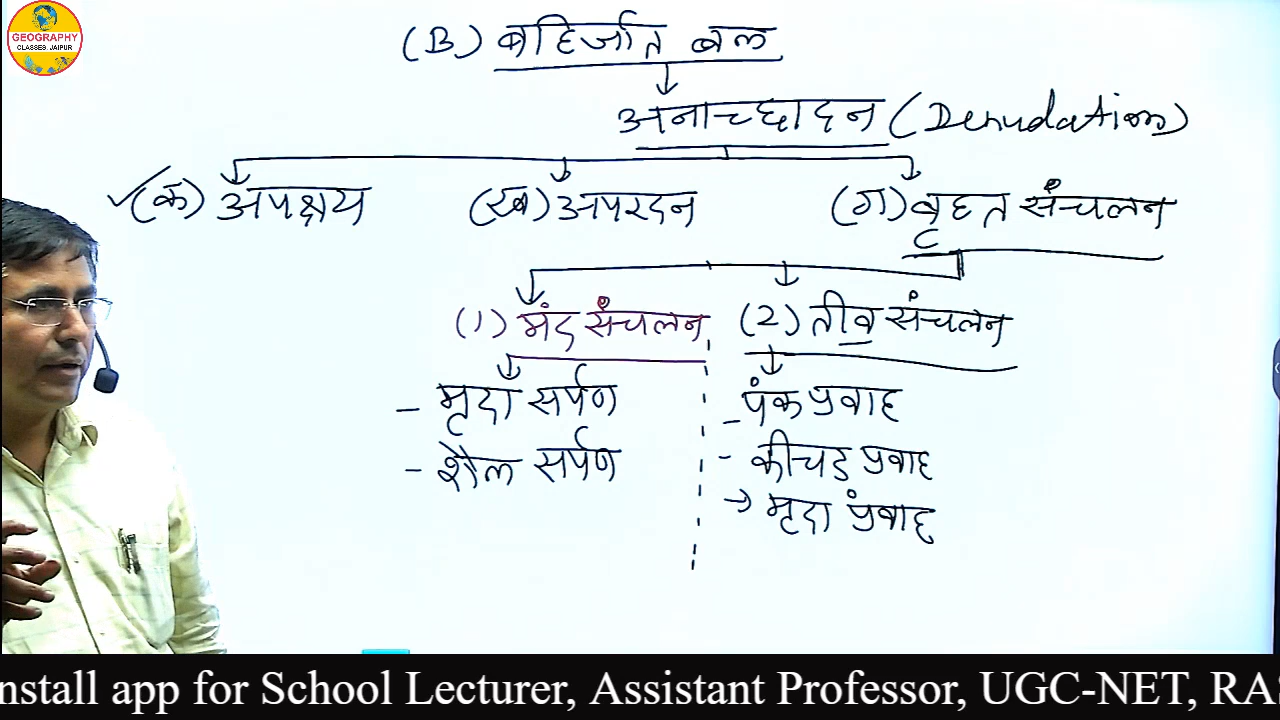 GEOGRAPHY
CLASSES, JAIPUR
(B) बहिर्जात बल
अनाच्छादन (Denudation)
(क) अपक्षय (ख) अपरदन (ग) बृहत संचलन
(1) मंद संचलन (2) तीव्र संचलन
- मृदा सर्पण
- शैल सर्पण
- पंक प्रवाह
- कीचड प्रवाह
→ मृदा प्रवाह
nstall app for School Lecturer, Assistant Professor, UGC-NET, RAS